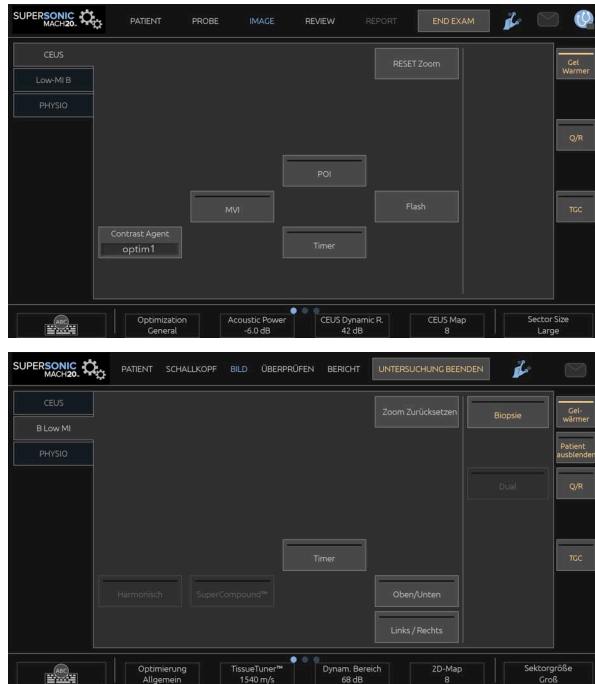 SUPERSONIC MACH20.
PATIENT PROBE IMAGE REVIEW REPORT END EXAM
CEUS
Low-MI B
PHYSIO
RESET Zoom
Gel
Warmer
Q/R
POI
MVI
Flash
TGC
Contrast Agent
optim1
Timer
ABC
Optimization
General
Acoustic Power
-6.0 dB
CEUS Dynamic R.
42 dB
CEUS Map
8
Sector Size
Large
SUPERSONIC MACH20.
PATIENT SCHALLKOPF BILD ÜBERPRÜFEN BERICHT UNTERSUCHUNG BEENDEN
CEUS
B Low MI
PHYSIO
Zoom Zurücksetzen
Biopsie
Gel-
wärmer
Patient
ausblenden
Dual
Q/R
Timer
TGC
Harmonisch
SuperCompound™
Oben/Unten
Links / Rechts
ABC
Optimierung
Allgemein
TissueTuner™
1540 m/s
Dynam. Bereich
68 dB
2D-Map
8
Sektorgröße
Groß